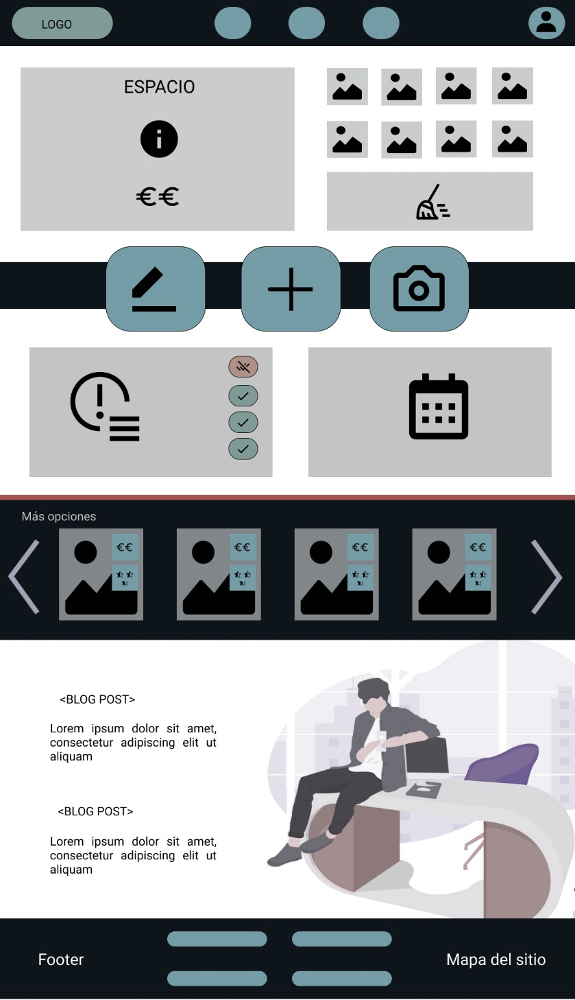 LOGO
ESPACIO
€€
Más opciones
€€
€€
€€
€€
<BLOG POST>
Lorem ipsum dolor sit amet,
consectetur adipiscing elit ut
aliquam
<BLOG POST>
Lorem ipsum dolor sit amet,
consectetur adipiscing elit ut
aliquam
Footer
Mapa del sitio